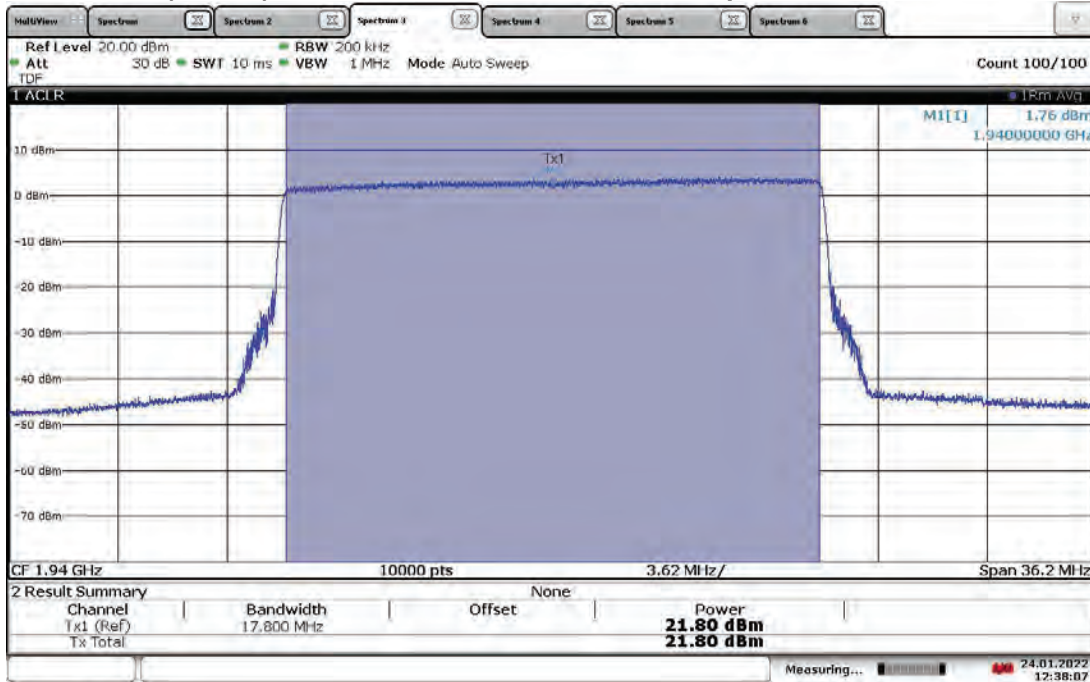 MultiView Spectrum Spectrum 2 Spectrum 3 Spectrum 4 Spectrum 5 Spectrum 6
Ref Level 20.00 dBm RBW 200 kHz
Att 30 dB SWT 10 ms VBW 1 MHz Mode Auto Sweep Count 100/100
TDF
1 ACLR 1Rm Avg
M1[1] 1.76 dBm
1.94000000 GHz
10 dBm
Tx1
0 dBm
-10 dBm
-20 dBm
-30 dBm
-40 dBm
-50 dBm
-60 dBm
-70 dBm
CF 1.94 GHz 10000 pts 3.62 MHz/ Span 36.2 MHz
2 Result Summary None
Channel Bandwidth Offset Power
Tx1 (Ref) 17.800 MHz 21.80 dBm
Tx Total 21.80 dBm
Measuring... 24.01.2022
12:38:07